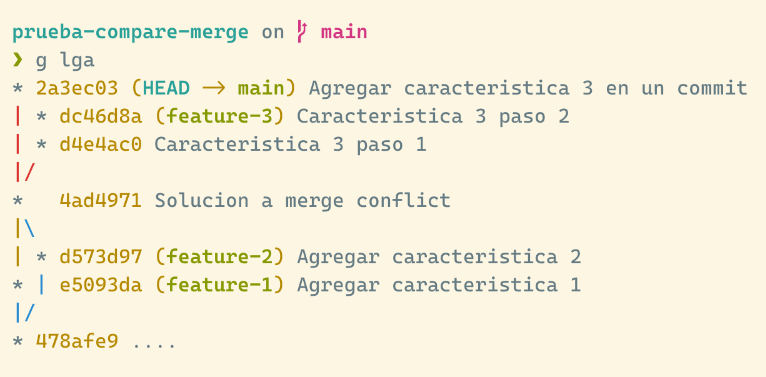 prueba-compare-merge on main
❯ g lga
* 2a3ec03 (HEAD -> main) Agregar caracteristica 3 en un commit
| * dc46d8a (feature-3) Caracteristica 3 paso 2
| * d4e4ac0 Caracteristica 3 paso 1
|/
*   4ad4971 Solucion a merge conflict
|\
| * d573d97 (feature-2) Agregar caracteristica 2
* | e5093da (feature-1) Agregar caracteristica 1
|/
* 478afe9 ....